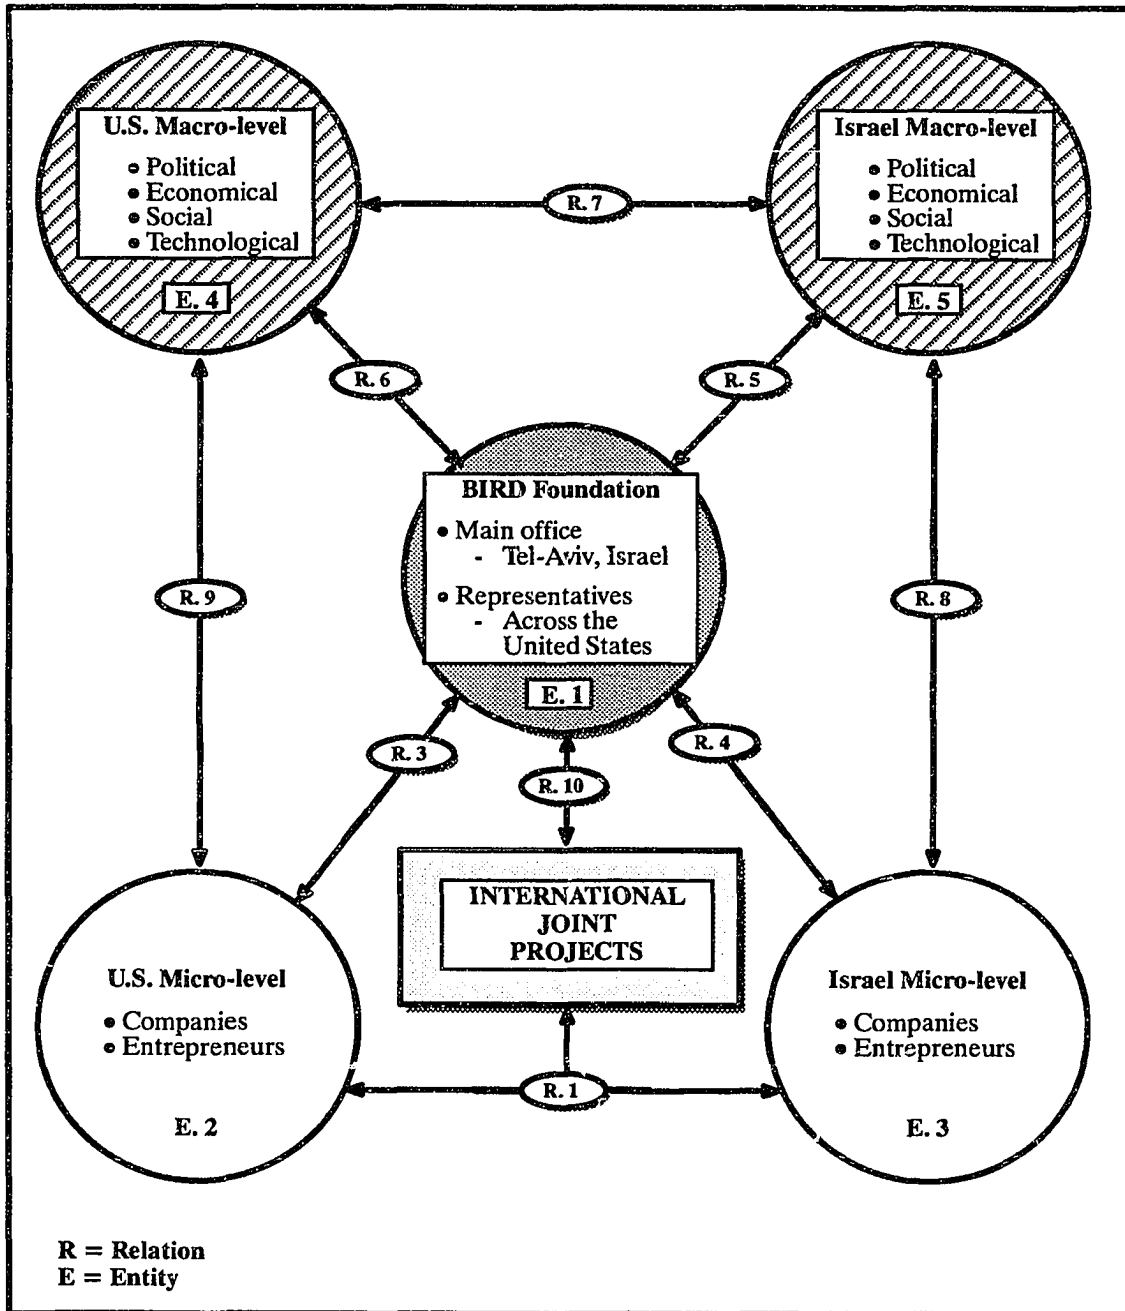 U.S. Macro-level
• Political
• Economical
• Social
• Technological
E. 4
Israel Macro-level
• Political
• Economical
• Social
• Technological
E. 5
R. 7
R. 6
R. 5
BIRD Foundation
• Main office
- Tel-Aviv, Israel
• Representatives
- Across the
United States
E. 1
R. 9
R. 8
R. 3
R. 4
R. 10
INTERNATIONAL
JOINT
PROJECTS
U.S. Micro-level
• Companies
• Entrepreneurs
E. 2
Israel Micro-level
• Companies
• Entrepreneurs
E. 3
R. 1
R = Relation
E = Entity